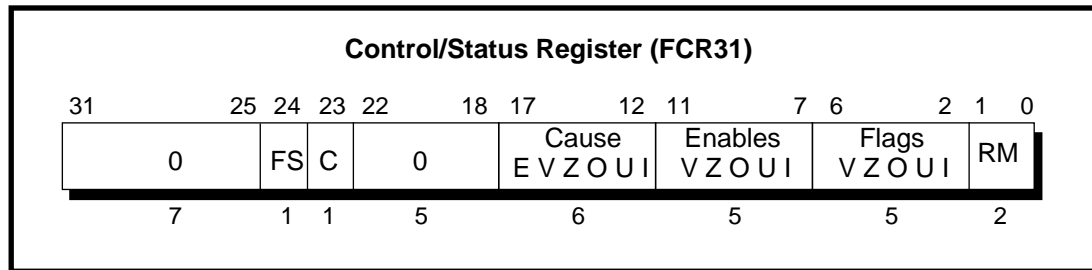 Control/Status Register (FCR31)
31 25 24 23 22 18 17 12 11 7 6 2 1 0
0 FS C 0 Cause Enables Flags RM
E V Z O U I V Z O U I V Z O U I
7 1 1 5 6 5 5 2